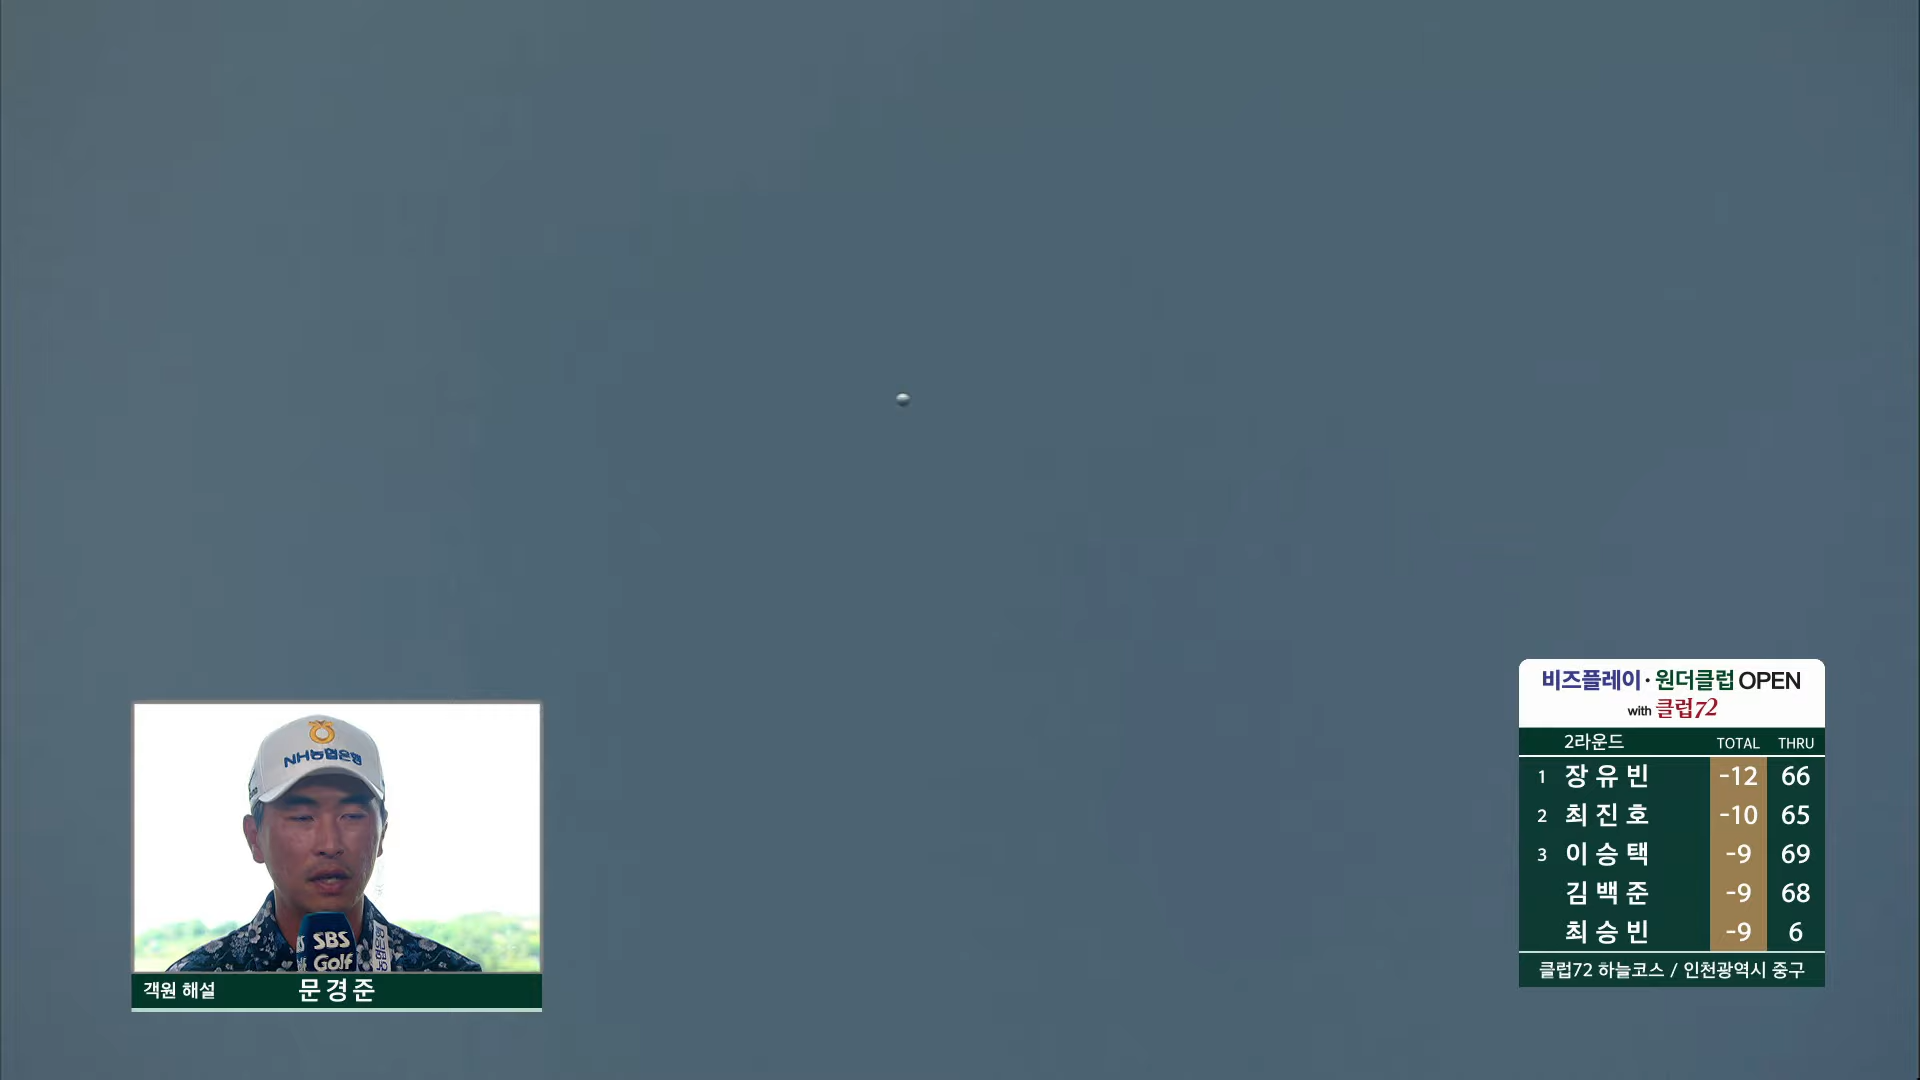 NH농협은행
SBS
Golf
객원 해설 문경준
비즈플레이·원더클럽 OPEN
with 클럽72
2라운드 TOTAL THRU
1 장유빈 -12 66
2 최진호 -10 65
3 이승택 -9 69
김백준 -9 68
최승빈 -9 6
클럽72 하늘코스 / 인천광역시 중구